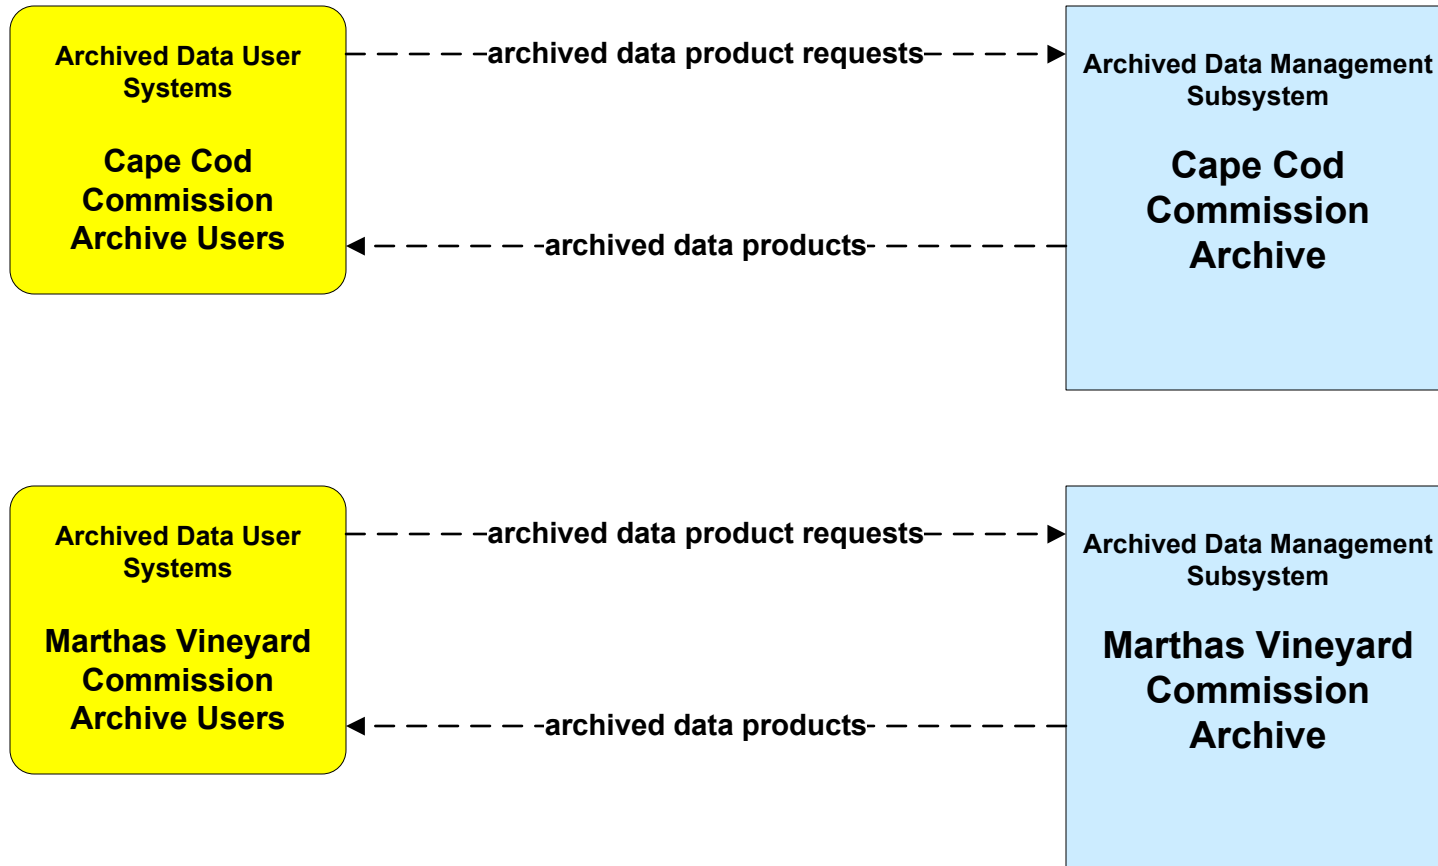 Archived Data User
Systems
Cape Cod
Commission
Archive Users
archived data product requests
archived data products
Archived Data Management
Subsystem
Cape Cod
Commission
Archive
Archived Data User
Systems
Marthas Vineyard
Commission
Archive Users
archived data product requests
archived data products
Archived Data Management
Subsystem
Marthas Vineyard
Commission
Archive